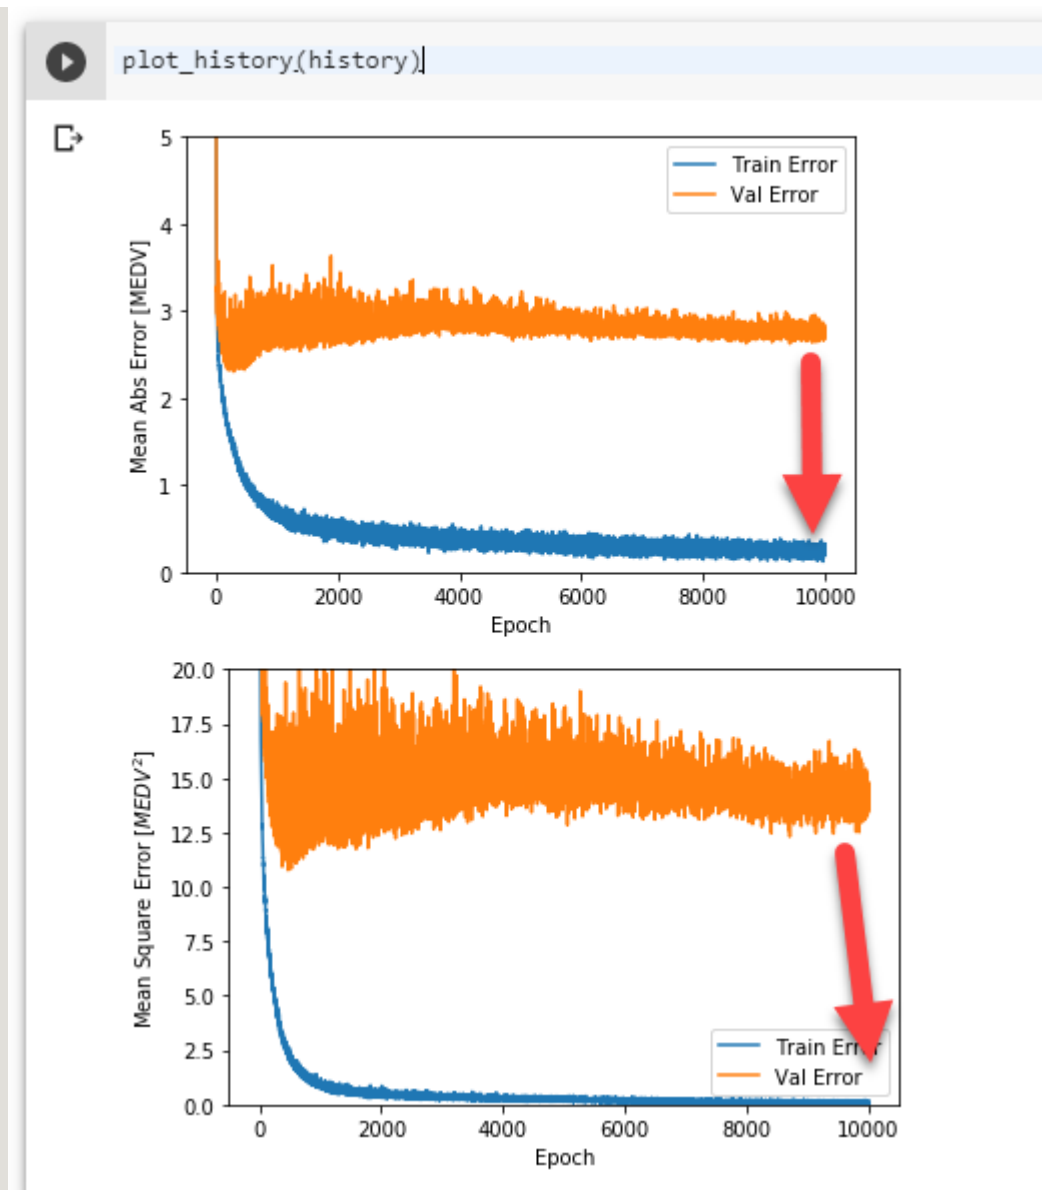 plot_history(history)
5
Train Error
Val Error
4
3
2
1
0
Mean Abs Error [MEDV]
0 2000 4000 6000 8000 10000
Epoch
20.0
17.5
15.0
12.5
10.0
7.5
5.0
2.5
0.0
Mean Square Error [MEDV²]
Train Error
Val Error
0 2000 4000 6000 8000 10000
Epoch